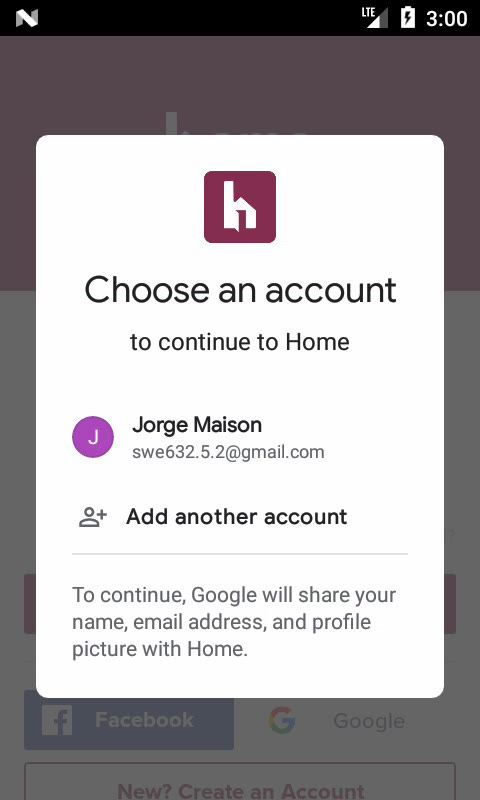 LTE 3:00
Choose an account
to continue to Home
J
Jorge Maison
swe632.5.2@gmail.com
Add another account
To continue, Google will share your
name, email address, and profile
picture with Home.
Facebook
Google
New? Create an Account